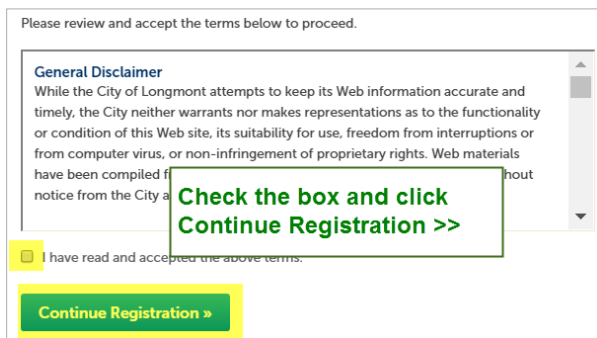 Please review and accept the terms below to proceed.
General Disclaimer
While the City of Longmont attempts to keep its Web information accurate and
timely, the City neither warrants nor makes representations as to the functionality
or condition of this Web site, its suitability for use, freedom from interruptions or
from computer virus, or non-infringement of proprietary rights. Web materials
have been compiled
notice from the City
Check the box and click
Continue Registration >>
I have read and accepted the above terms.
Continue Registration »